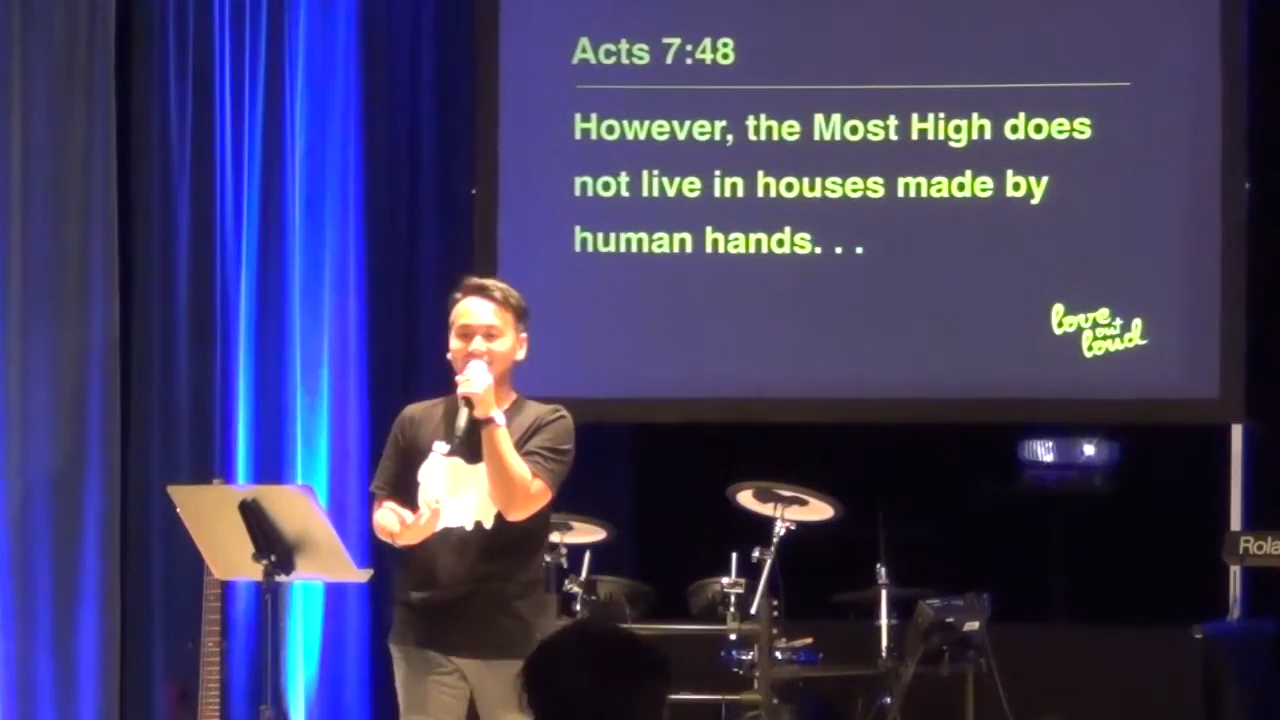 Acts 7:48
However, the Most High does
not live in houses made by
human hands. . .
love
out
loud
Rola